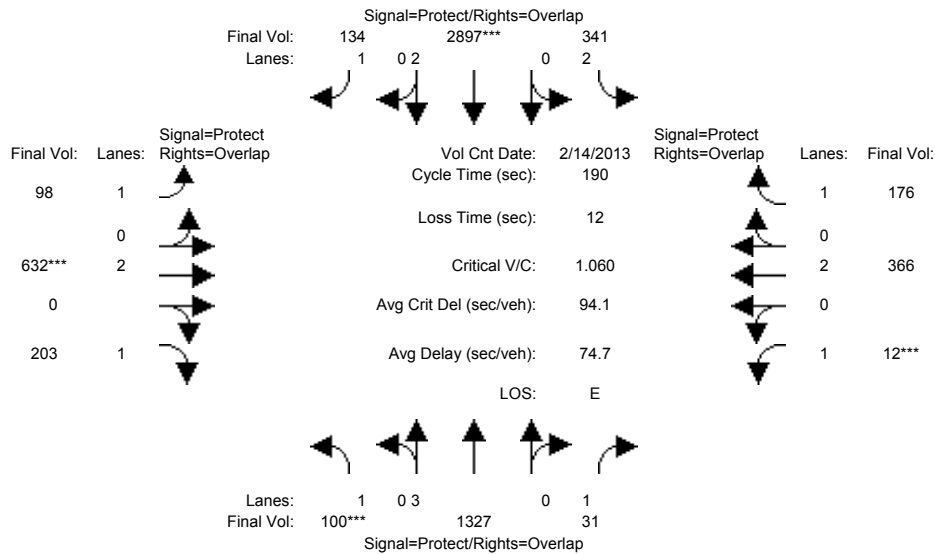 Signal=Protect/Rights=Overlap
Final Vol: 134 2897*** 341
Lanes: 1 0 2 0 2
Signal=Protect Signal=Protect
Final Vol: Lanes: Rights=Overlap Vol Cnt Date: 2/14/2013 Rights=Overlap Lanes: Final Vol:
Cycle Time (sec): 190
98 1 1 176
Loss Time (sec): 12
0 0
632*** 2 Critical V/C: 1.060 2 366
0 0 Avg Crit Del (sec/veh): 94.1 0
203 1 Avg Delay (sec/veh): 74.7 1 12***
LOS: E
Lanes: 1 0 3 0 1
Final Vol: 100*** 1327 31
Signal=Protect/Rights=Overlap